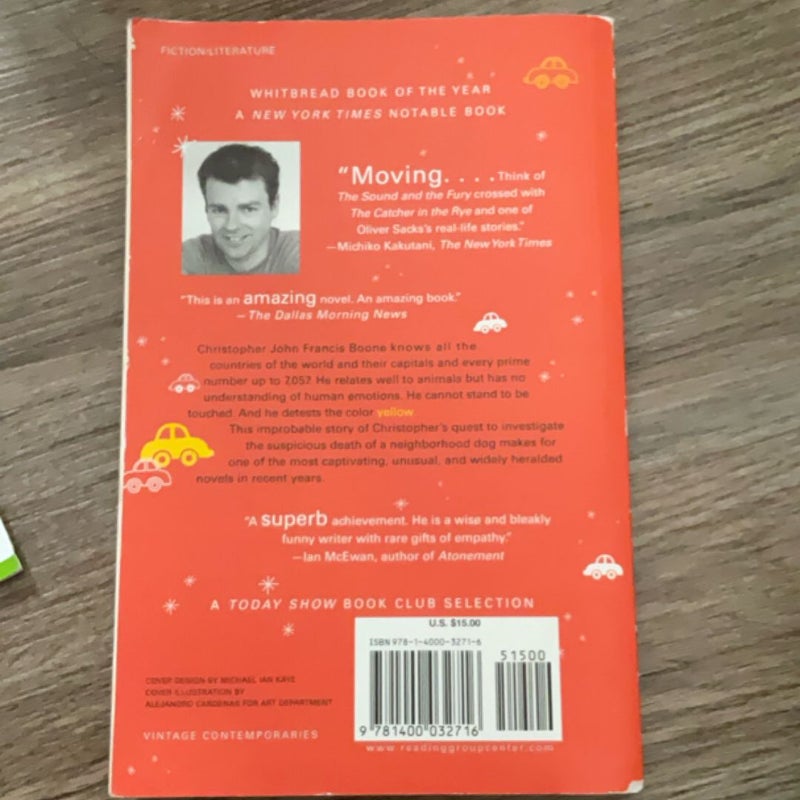 FICTION/LITERATURE
WHITBREAD BOOK OF THE YEAR
A NEW YORK TIMES NOTABLE BOOK
"Moving. . . . Think of
The Sound and the Fury crossed with
The Catcher in the Rye and one of
Oliver Sacks's real-life stories."
—Michiko Kakutani, The New York Times
"This is an amazing novel. An amazing book."
—The Dallas Morning News
Christopher John Francis Boone knows all the
countries of the world and their capitals and every prime
number up to 7,057. He relates well to animals but has no
understanding of human emotions. He cannot stand to be
touched. And he detests the color yellow.
This improbable story of Christopher's quest to investigate
the suspicious death of a neighborhood dog makes for
one of the most captivating, unusual, and widely heralded
novels in recent years.
"A superb achievement. He is a wise and bleakly
funny writer with rare gifts of empathy."
—Ian McEwan, author of Atonement
A TODAY SHOW BOOK CLUB SELECTION
U.S. $15.00
ISBN 978-1-4000-3271-6
51500
9 781400 032716
COVER DESIGN BY MICHAEL IAN KAYE
COVER ILLUSTRATION BY
ALEJANDRO CARDENAS FOR ART DEPARTMENT
VINTAGE CONTEMPORARIES
www.readinggroupcenter.com